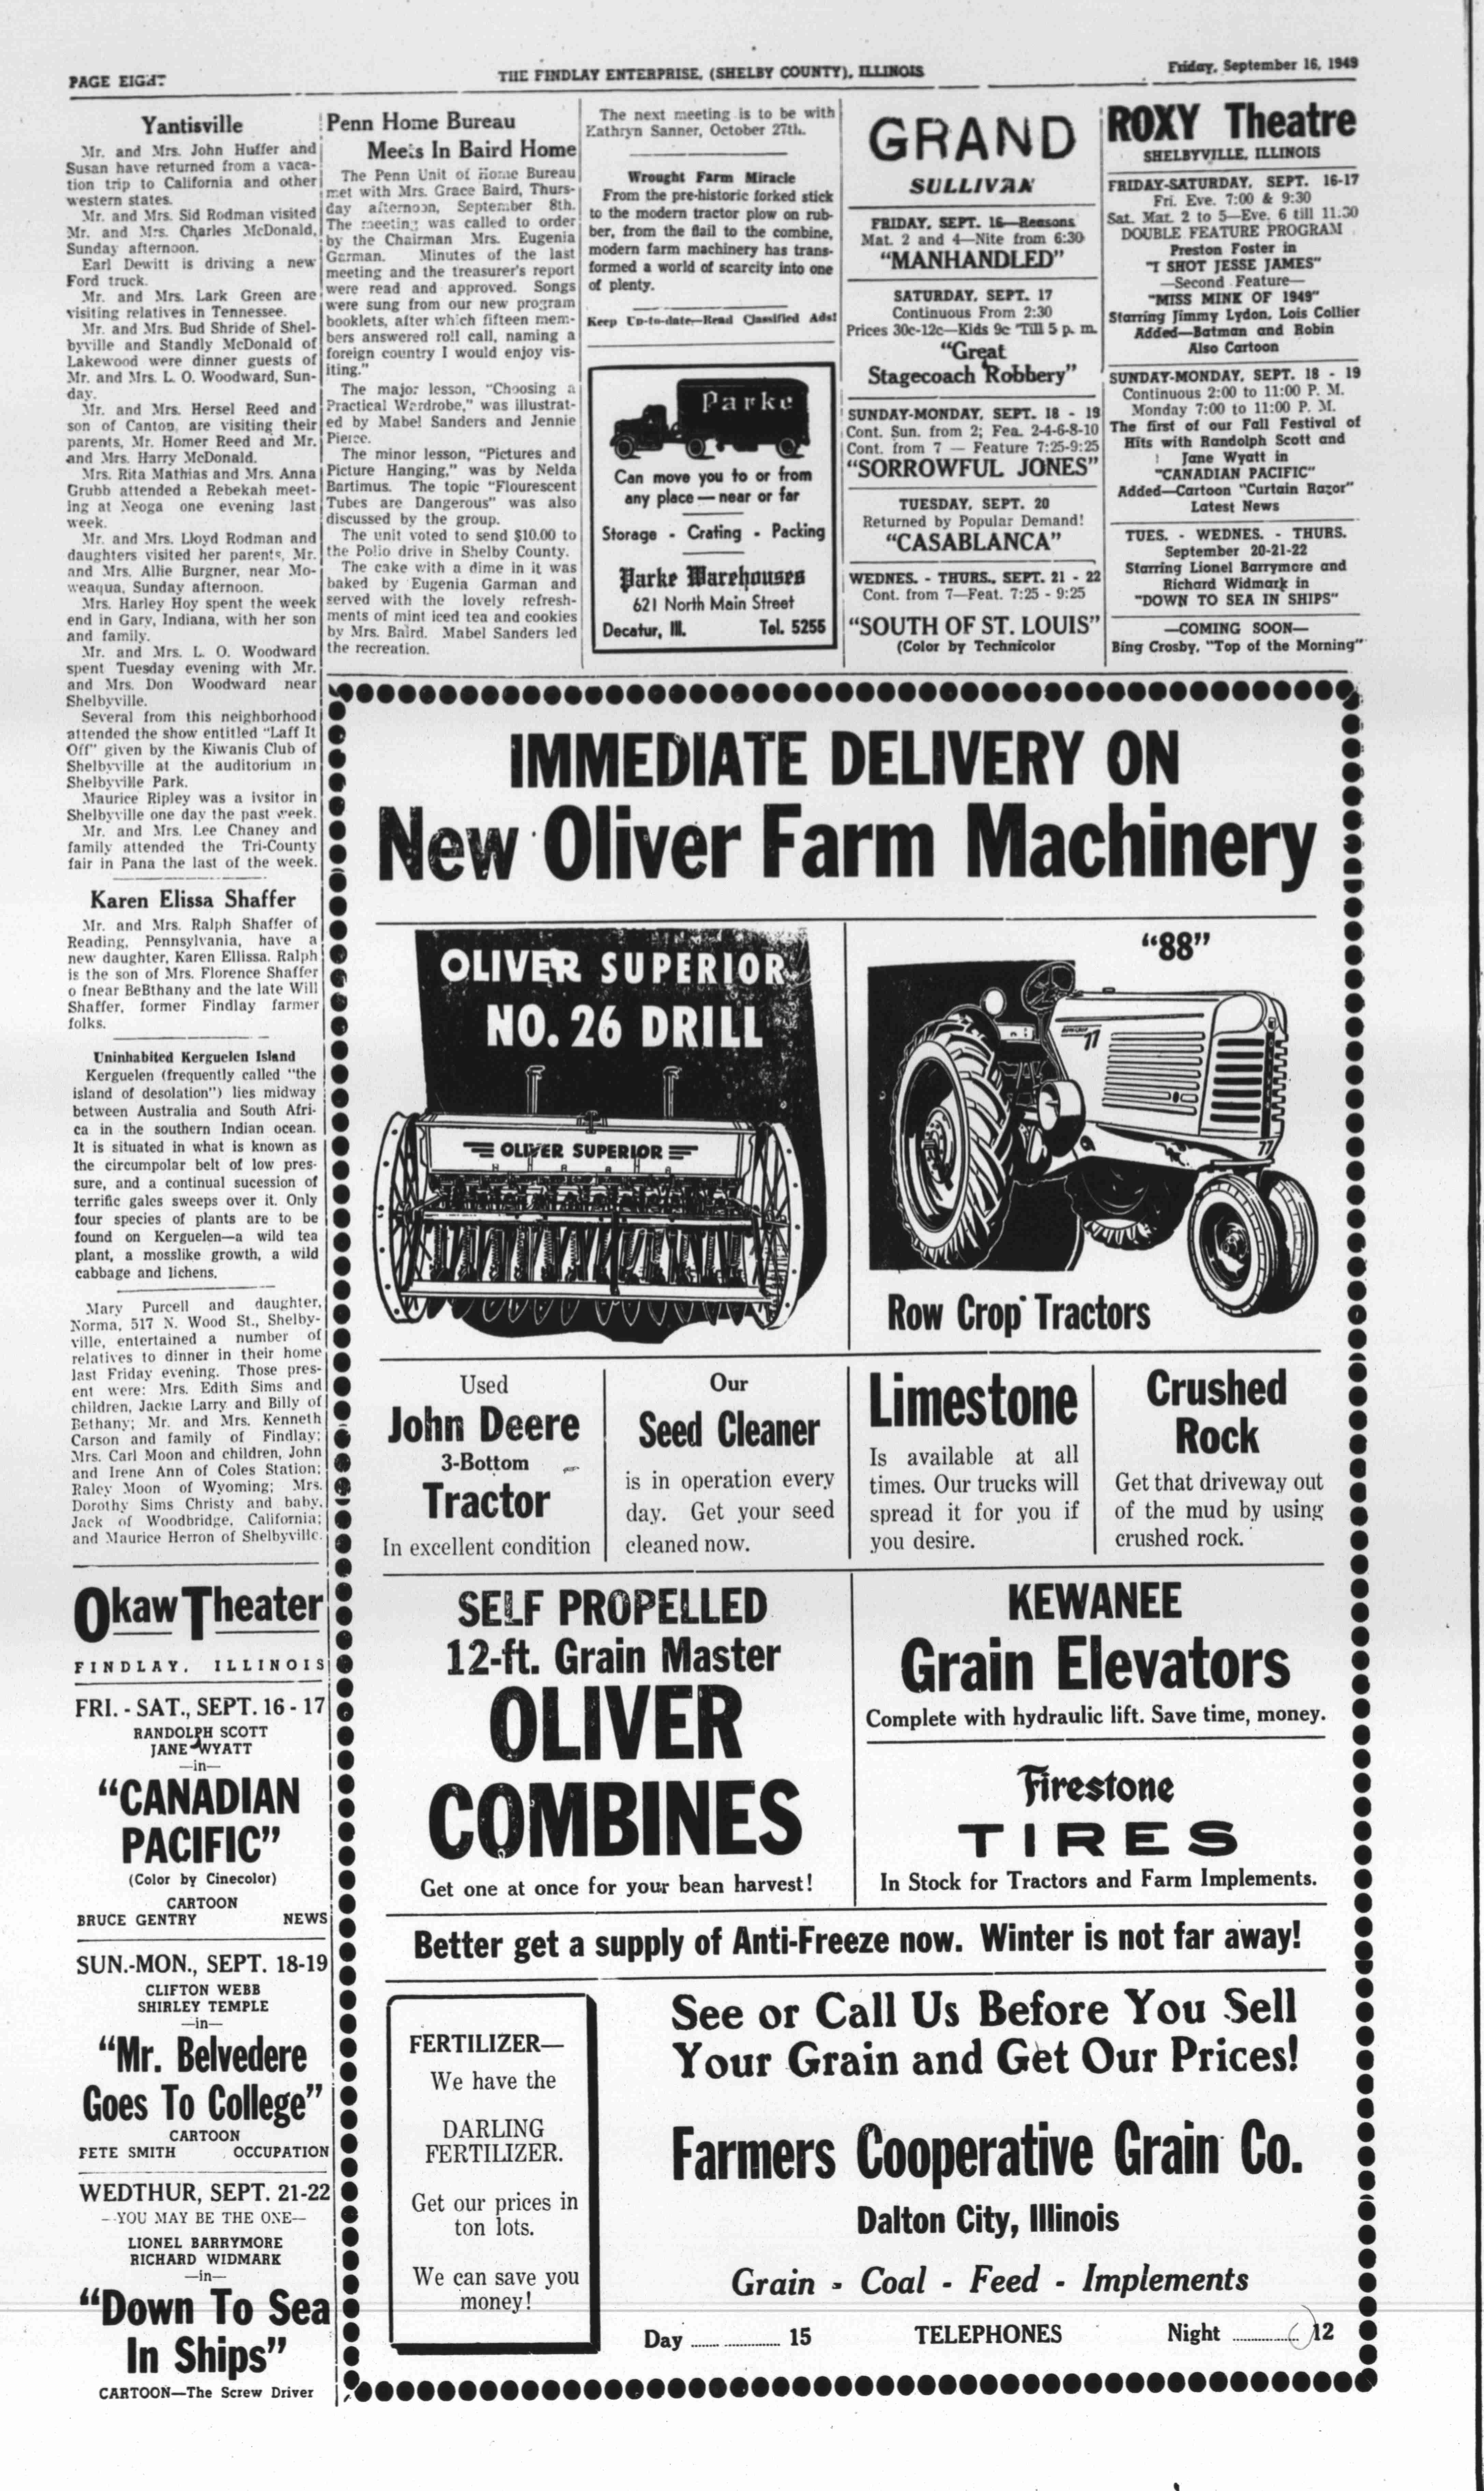 PAGE EIGHT
THE FINDLAY ENTERPRISE, (SHELBY COUNTY), ILLINOIS
Friday, September 16, 1949
Yantisville
Mr. and Mrs. John Huffer and
Susan have returned from a vaca-
tion trip to California and other
western states.
Mr. and Mrs. Sid Rodman visited
Mr. and Mrs. Charles McDonald,
Sunday afternoon.
Earl Dewitt is driving a new
Ford truck.
Mr. and Mrs. Lark Green are
visiting relatives in Tennessee.
Mr. and Mrs. Bud Shride of Shel-
byville and Standly McDonald of
Lakewood were dinner guests of
Mr. and Mrs. L. O. Woodward, Sun-
day.
Mr. and Mrs. Hersel Reed and
son of Canton, are visiting their
parents, Mr. Homer Reed and Mr.
and Mrs. Harry McDonald.
Mrs. Rita Mathias and Mrs. Anna
Grubb attended a Rebekah meet-
ing at Neoga one evening last
week.
Mr. and Mrs. Lloyd Rodman and
daughters visited her parents, Mr.
and Mrs. Allie Burgner, near Mo-
weaqua, Sunday afternoon.
Mrs. Harley Hoy spent the week
end in Gary, Indiana, with her son
and family.
Mr. and Mrs. L. O. Woodward
spent Tuesday evening with Mr.
and Mrs. Don Woodward near
Shelbyville.
Several from this neighborhood
attended the show entitled "Laff It
Off" given by the Kiwanis Club of
Shelbyville at the auditorium in
Shelbyville Park.
Maurice Ripley was a ivsitor in
Shelbyville one day the past week.
Mr. and Mrs. Lee Chaney and
family attended the Tri-County
fair in Pana the last of the week.
Karen Elissa Shaffer
Mr. and Mrs. Ralph Shaffer of
Reading, Pennsylvania, have a
new daughter, Karen Ellissa. Ralph
is the son of Mrs. Florence Shaffer
o fnear BeBthany and the late Will
Shaffer, former Findlay farmer
folks.
Uninhabited Kerguelen Island
Kerguelen (frequently called "the
island of desolation") lies midway
between Australia and South Afri-
ca in the southern Indian ocean.
It is situated in what is known as
the circumpolar belt of low pres-
sure, and a continual sucession of
terrific gales sweeps over it. Only
four species of plants are to be
found on Kerguelen—a wild tea
plant, a mosslike growth, a wild
cabbage and lichens.
Mary Purcell and daughter,
Norma, 517 N. Wood St., Shelby-
ville, entertained a number of
relatives to dinner in their home
last Friday evening. Those pres-
ent were: Mrs. Edith Sims and
children, Jackie Larry and Billy of
Bethany; Mr. and Mrs. Kenneth
Carson and family of Findlay;
Mrs. Carl Moon and children, John
and Irene Ann of Coles Station;
Raley Moon of Wyoming; Mrs.
Dorothy Sims Christy and baby,
Jack of Woodbridge, California;
and Maurice Herron of Shelbyville.
Okaw Theater
FINDLAY, ILLINOIS
FRI. - SAT., SEPT. 16 - 17
RANDOLPH SCOTT
JANE WYATT
—in—
"CANADIAN
PACIFIC"
(Color by Cinecolor)
CARTOON
BRUCE GENTRY NEWS
SUN.-MON., SEPT. 18-19
CLIFTON WEBB
SHIRLEY TEMPLE
—in—
"Mr. Belvedere
Goes To College"
CARTOON
PETE SMITH OCCUPATION
WEDTHUR, SEPT. 21-22
--YOU MAY BE THE ONE—
LIONEL BARRYMORE
RICHARD WIDMARK
—in—
"Down To Sea
In Ships"
CARTOON—The Screw Driver
Penn Home Bureau
Meets In Baird Home
The Penn Unit of Home Bureau
met with Mrs. Grace Baird, Thurs-
day afternoon, September 8th.
The meeting was called to order
by the Chairman Mrs. Eugenia
Garman. Minutes of the last
meeting and the treasurer's report
were read and approved. Songs
were sung from our new program
booklets, after which fifteen mem-
bers answered roll call, naming a
foreign country I would enjoy vis-
iting."
The major lesson, "Choosing a
Practical Wardrobe," was illustrat-
ed by Mabel Sanders and Jennie
Pierce.
The minor lesson, "Pictures and
Picture Hanging," was by Nelda
Bartimus. The topic "Flourescent
Tubes are Dangerous" was also
discussed by the group.
The unit voted to send $10.00 to
the Polio drive in Shelby County.
The cake with a dime in it was
baked by Eugenia Garman and
served with the lovely refresh-
ments of mint iced tea and cookies
by Mrs. Baird. Mabel Sanders led
the recreation.
The next meeting is to be with
Kathryn Sanner, October 27th.
Wrought Farm Miracle
From the pre-historic forked stick
to the modern tractor plow on rub-
ber, from the flail to the combine,
modern farm machinery has trans-
formed a world of scarcity into one
of plenty.
Keep Up-to-date—Read Classified Ads!
Parke
Can move you to or from
any place — near or far
Storage - Crating - Packing
Parke Warehouses
621 North Main Street
Decatur, Ill. Tel. 5255
GRAND
SULLIVAN
FRIDAY, SEPT. 16—Reasons
Mat. 2 and 4—Nite from 6:30
"MANHANDLED"
SATURDAY, SEPT. 17
Continuous From 2:30
Prices 30c-12c—Kids 9c 'Till 5 p. m.
"Great
Stagecoach Robbery"
SUNDAY-MONDAY, SEPT. 18 - 19
Cont. Sun. from 2; Fea. 2-4-6-8-10
Cont. from 7 — Feature 7:25-9:25
"SORROWFUL JONES"
TUESDAY, SEPT. 20
Returned by Popular Demand!
"CASABLANCA"
WEDNES. - THURS., SEPT. 21 - 22
Cont. from 7—Feat. 7:25 - 9:25
"SOUTH OF ST. LOUIS"
(Color by Technicolor
ROXY Theatre
SHELBYVILLE, ILLINOIS
FRIDAY-SATURDAY, SEPT. 16-17
Fri. Eve. 7:00 & 9:30
Sat. Mat. 2 to 5—Eve. 6 till 11:30
DOUBLE FEATURE PROGRAM
Preston Foster in
"I SHOT JESSE JAMES"
—Second Feature—
"MISS MINK OF 1949"
Starring Jimmy Lydon, Lois Collier
Added—Batman and Robin
Also Cartoon
SUNDAY-MONDAY, SEPT. 18 - 19
Continuous 2:00 to 11:00 P. M.
Monday 7:00 to 11:00 P. M.
The first of our Fall Festival of
Hits with Randolph Scott and
Jane Wyatt in
"CANADIAN PACIFIC"
Added—Cartoon "Curtain Razor"
Latest News
TUES. - WEDNES. - THURS.
September 20-21-22
Starring Lionel Barrymore and
Richard Widmark in
"DOWN TO SEA IN SHIPS"
—COMING SOON—
Bing Crosby, "Top of the Morning"
IMMEDIATE DELIVERY ON
New Oliver Farm Machinery
OLIVER SUPERIOR
NO. 26 DRILL
OLIVER SUPERIOR
"88"
77
77
Row Crop Tractors
Used
John Deere
3-Bottom
Tractor
In excellent condition
Our
Seed Cleaner
is in operation every
day. Get your seed
cleaned now.
Limestone
Is available at all
times. Our trucks will
spread it for you if
you desire.
Crushed
Rock
Get that driveway out
of the mud by using
crushed rock.
SELF PROPELLED
12-ft. Grain Master
OLIVER
COMBINES
Get one at once for your bean harvest!
KEWANEE
Grain Elevators
Complete with hydraulic lift. Save time, money.
Firestone
TIRES
In Stock for Tractors and Farm Implements.
Better get a supply of Anti-Freeze now. Winter is not far away!
FERTILIZER—
We have the
DARLING
FERTILIZER.
Get our prices in
ton lots.
We can save you
money!
See or Call Us Before You Sell
Your Grain and Get Our Prices!
Farmers Cooperative Grain Co.
Dalton City, Illinois
Grain - Coal - Feed - Implements
Day ........ 15 TELEPHONES Night ........ 12